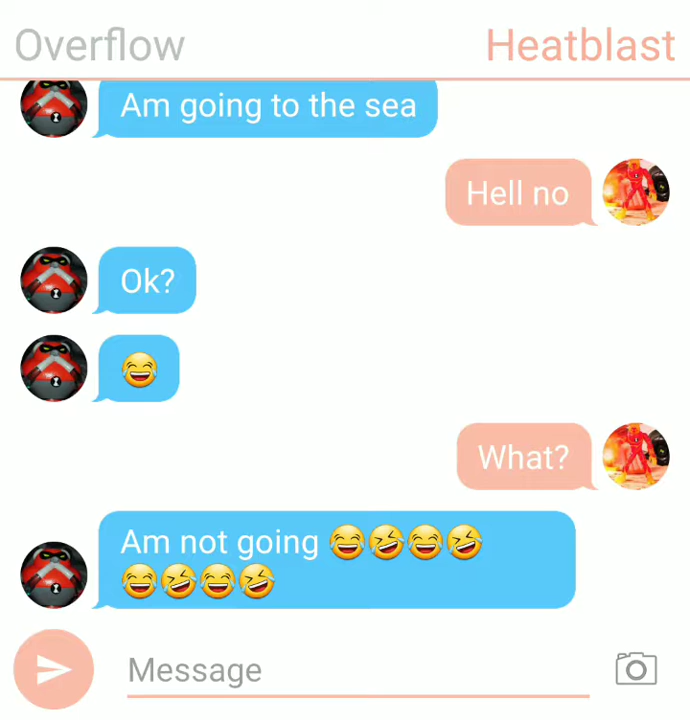 Overflow
Heatblast
Am going to the sea
Hell no
Ok?
😂
What?
Am not going 😂🤣😂🤣
😂🤣😂🤣
Message